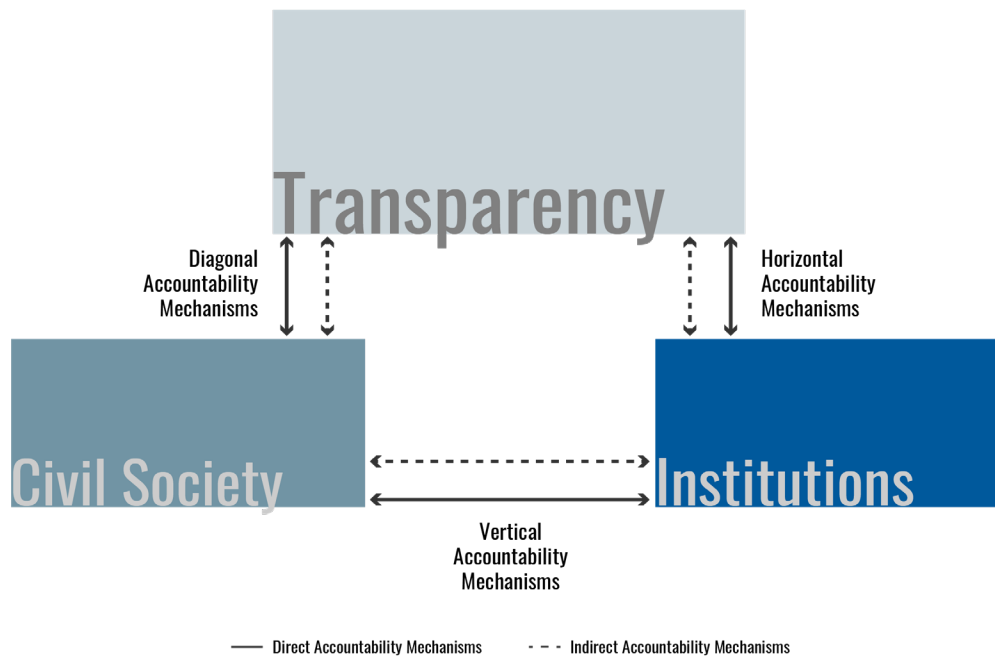 Transparency
Diagonal
Accountability
Mechanisms
Horizontal
Accountability
Mechanisms
Civil Society
Institutions
Vertical
Accountability
Mechanisms
Direct Accountability Mechanisms
Indirect Accountability Mechanisms